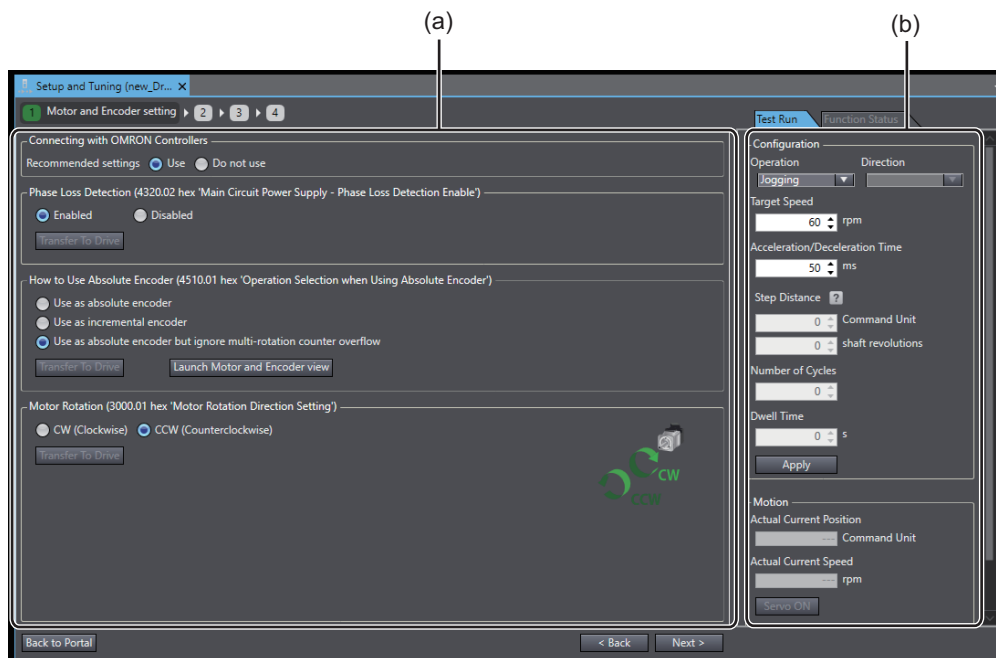 (a)
(b)
Setup and Tuning (new_Dr... X
1 Motor and Encoder setting 2 3 4
Test Run Function Status
Connecting with OMRON Controllers
Recommended settings Use Do not use
Phase Loss Detection (4320.02 hex 'Main Circuit Power Supply - Phase Loss Detection Enable')
Enabled Disabled
Transfer To Drive
How to Use Absolute Encoder (4510.01 hex 'Operation Selection when Using Absolute Encoder')
Use as absolute encoder
Use as incremental encoder
Use as absolute encoder but ignore multi-rotation counter overflow
Transfer To Drive Launch Motor and Encoder view
Motor Rotation (3000.01 hex 'Motor Rotation Direction Setting')
CW (Clockwise) CCW (Counterclockwise)
Transfer To Drive
CW
CCW
Configuration
Operation Direction
Jogging
Target Speed
60 rpm
Acceleration/Deceleration Time
50 ms
Step Distance ?
0 Command Unit
0 shaft revolutions
Number of Cycles
0
Dwell Time
0 s
Apply
Motion
Actual Current Position
--- Command Unit
Actual Current Speed
--- rpm
Servo ON
Back to Portal < Back Next >